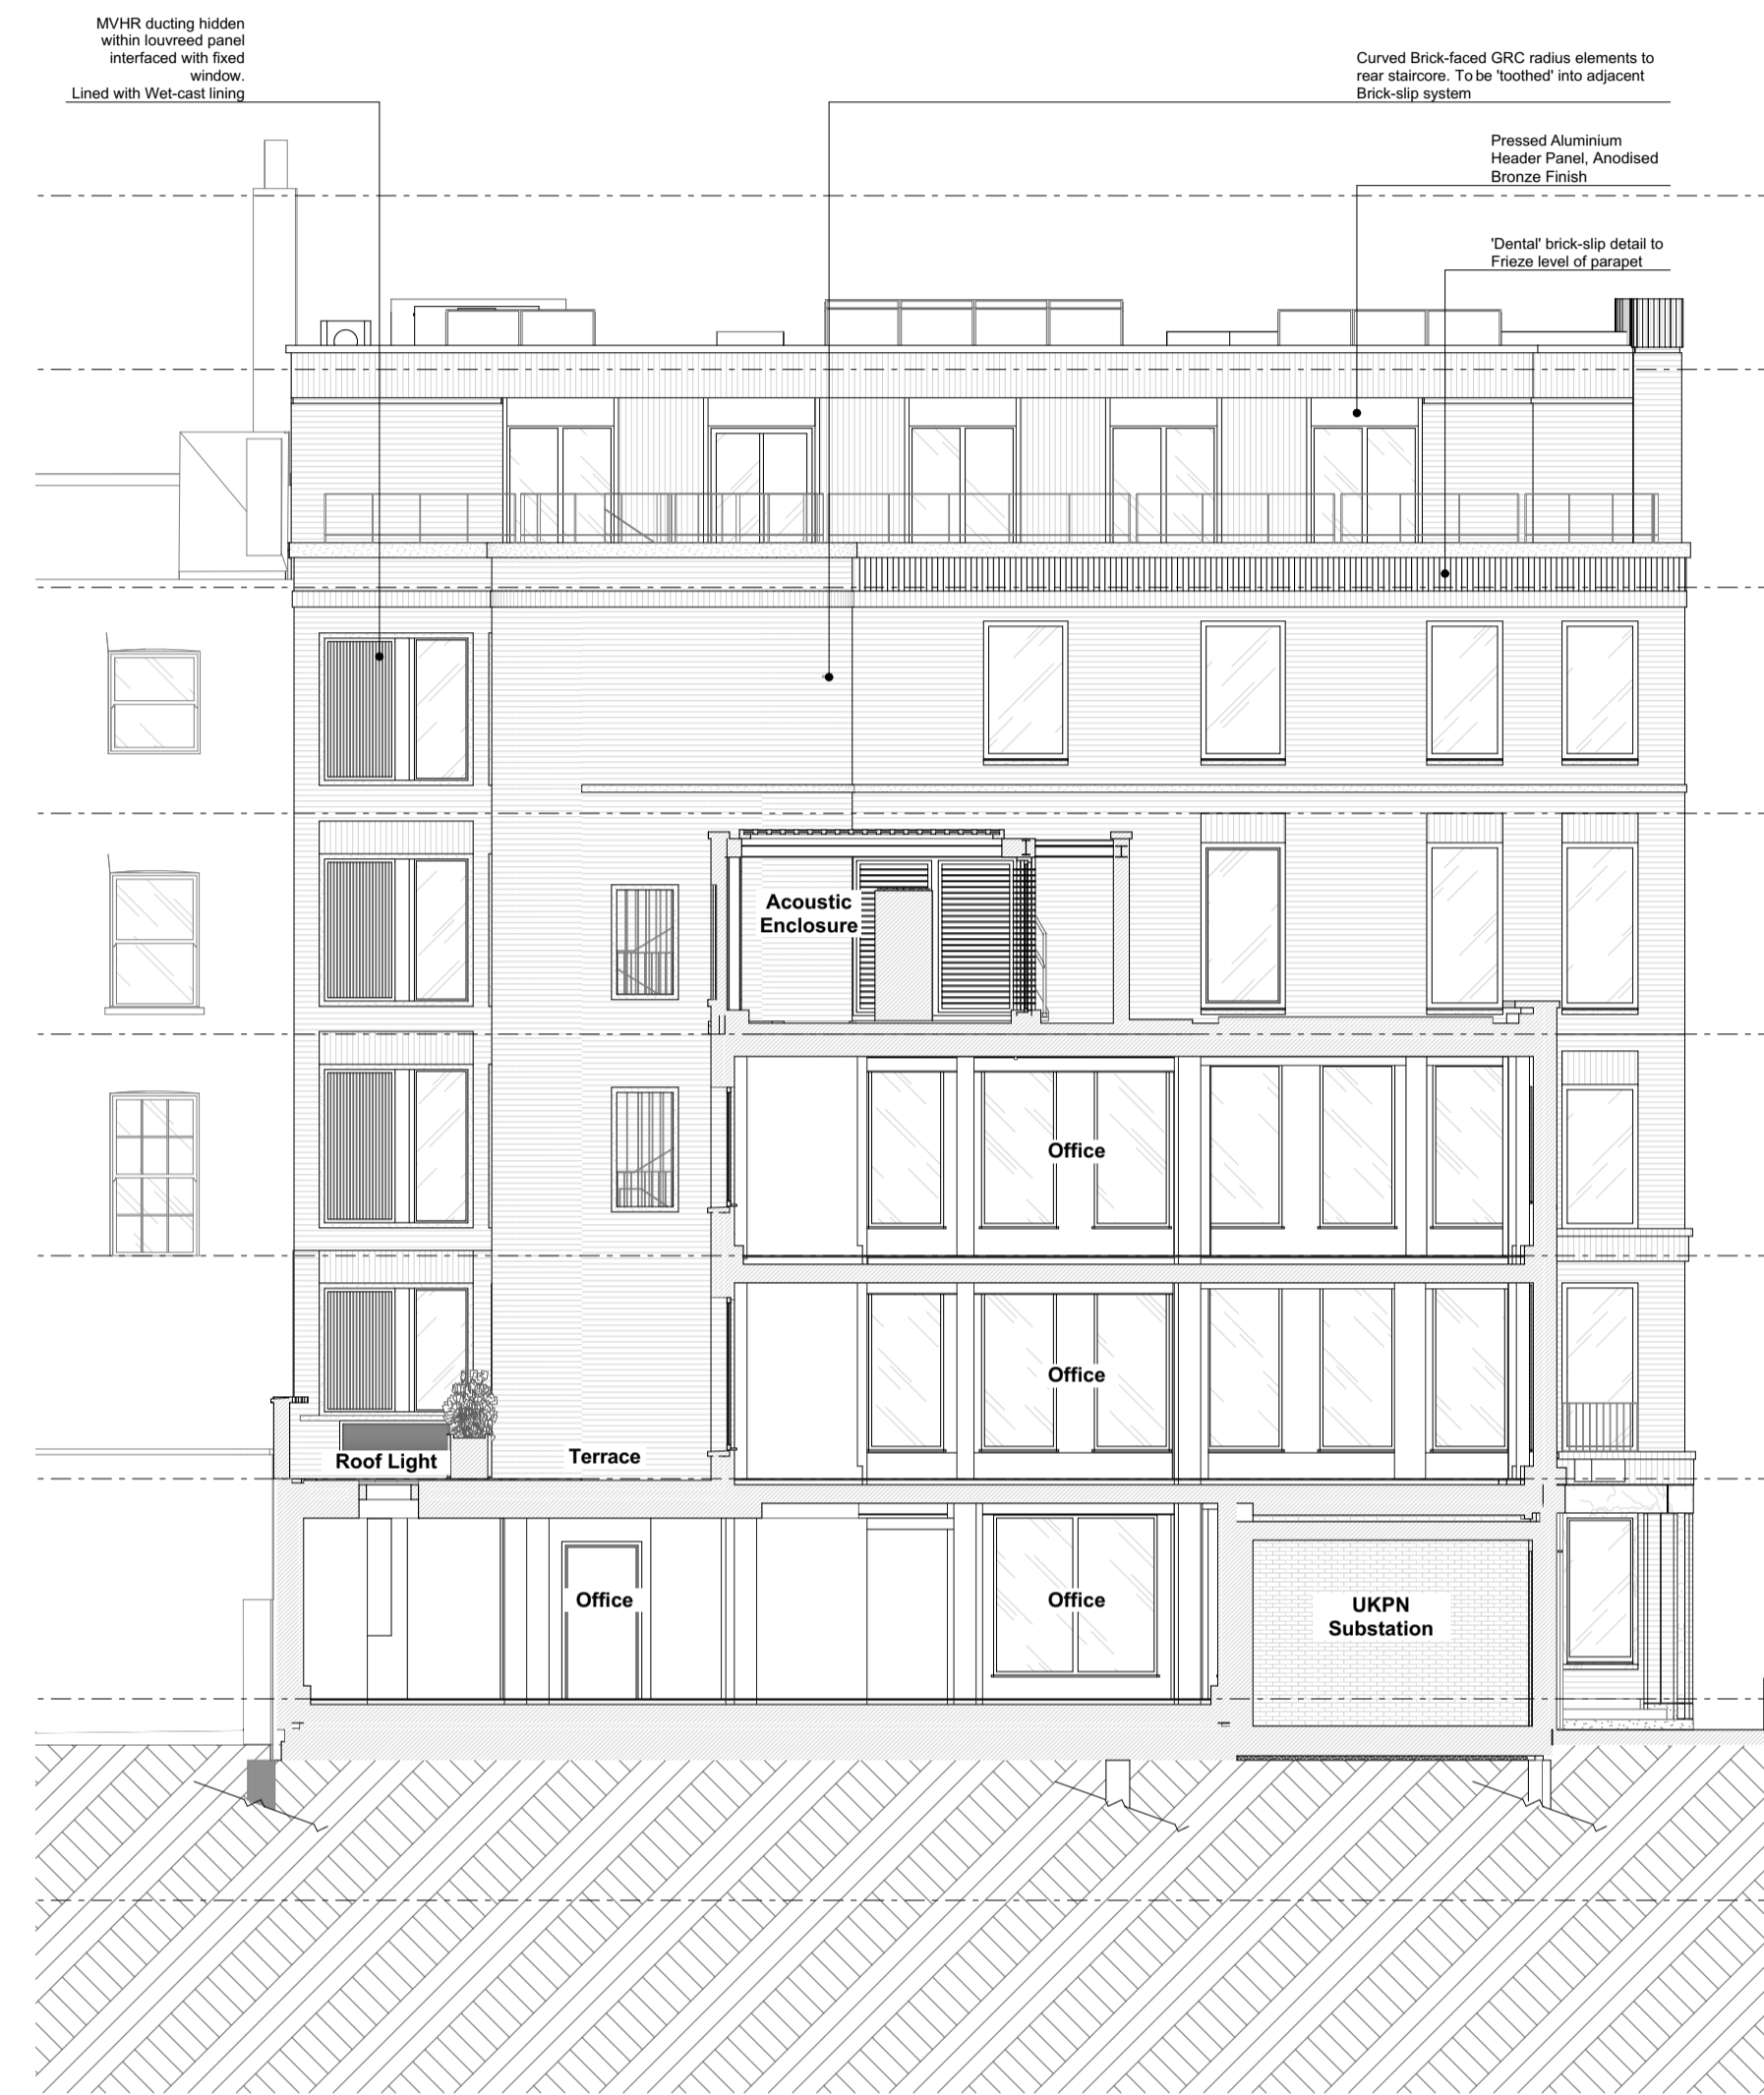 MVHR ducting hidden
within louvreed panel
interfaced with fixed
window.
Lined with Wet-cast lining
Curved Brick-faced GRC radius elements to
rear staircore. To be 'toothed' into adjacent
Brick-slip system
Pressed Aluminium
Header Panel, Anodised
Bronze Finish
'Dental' brick-slip detail to
Frieze level of parapet
Acoustic
Enclosure
Office
Office
Roof Light
Terrace
Office
Office
UKPN
Substation